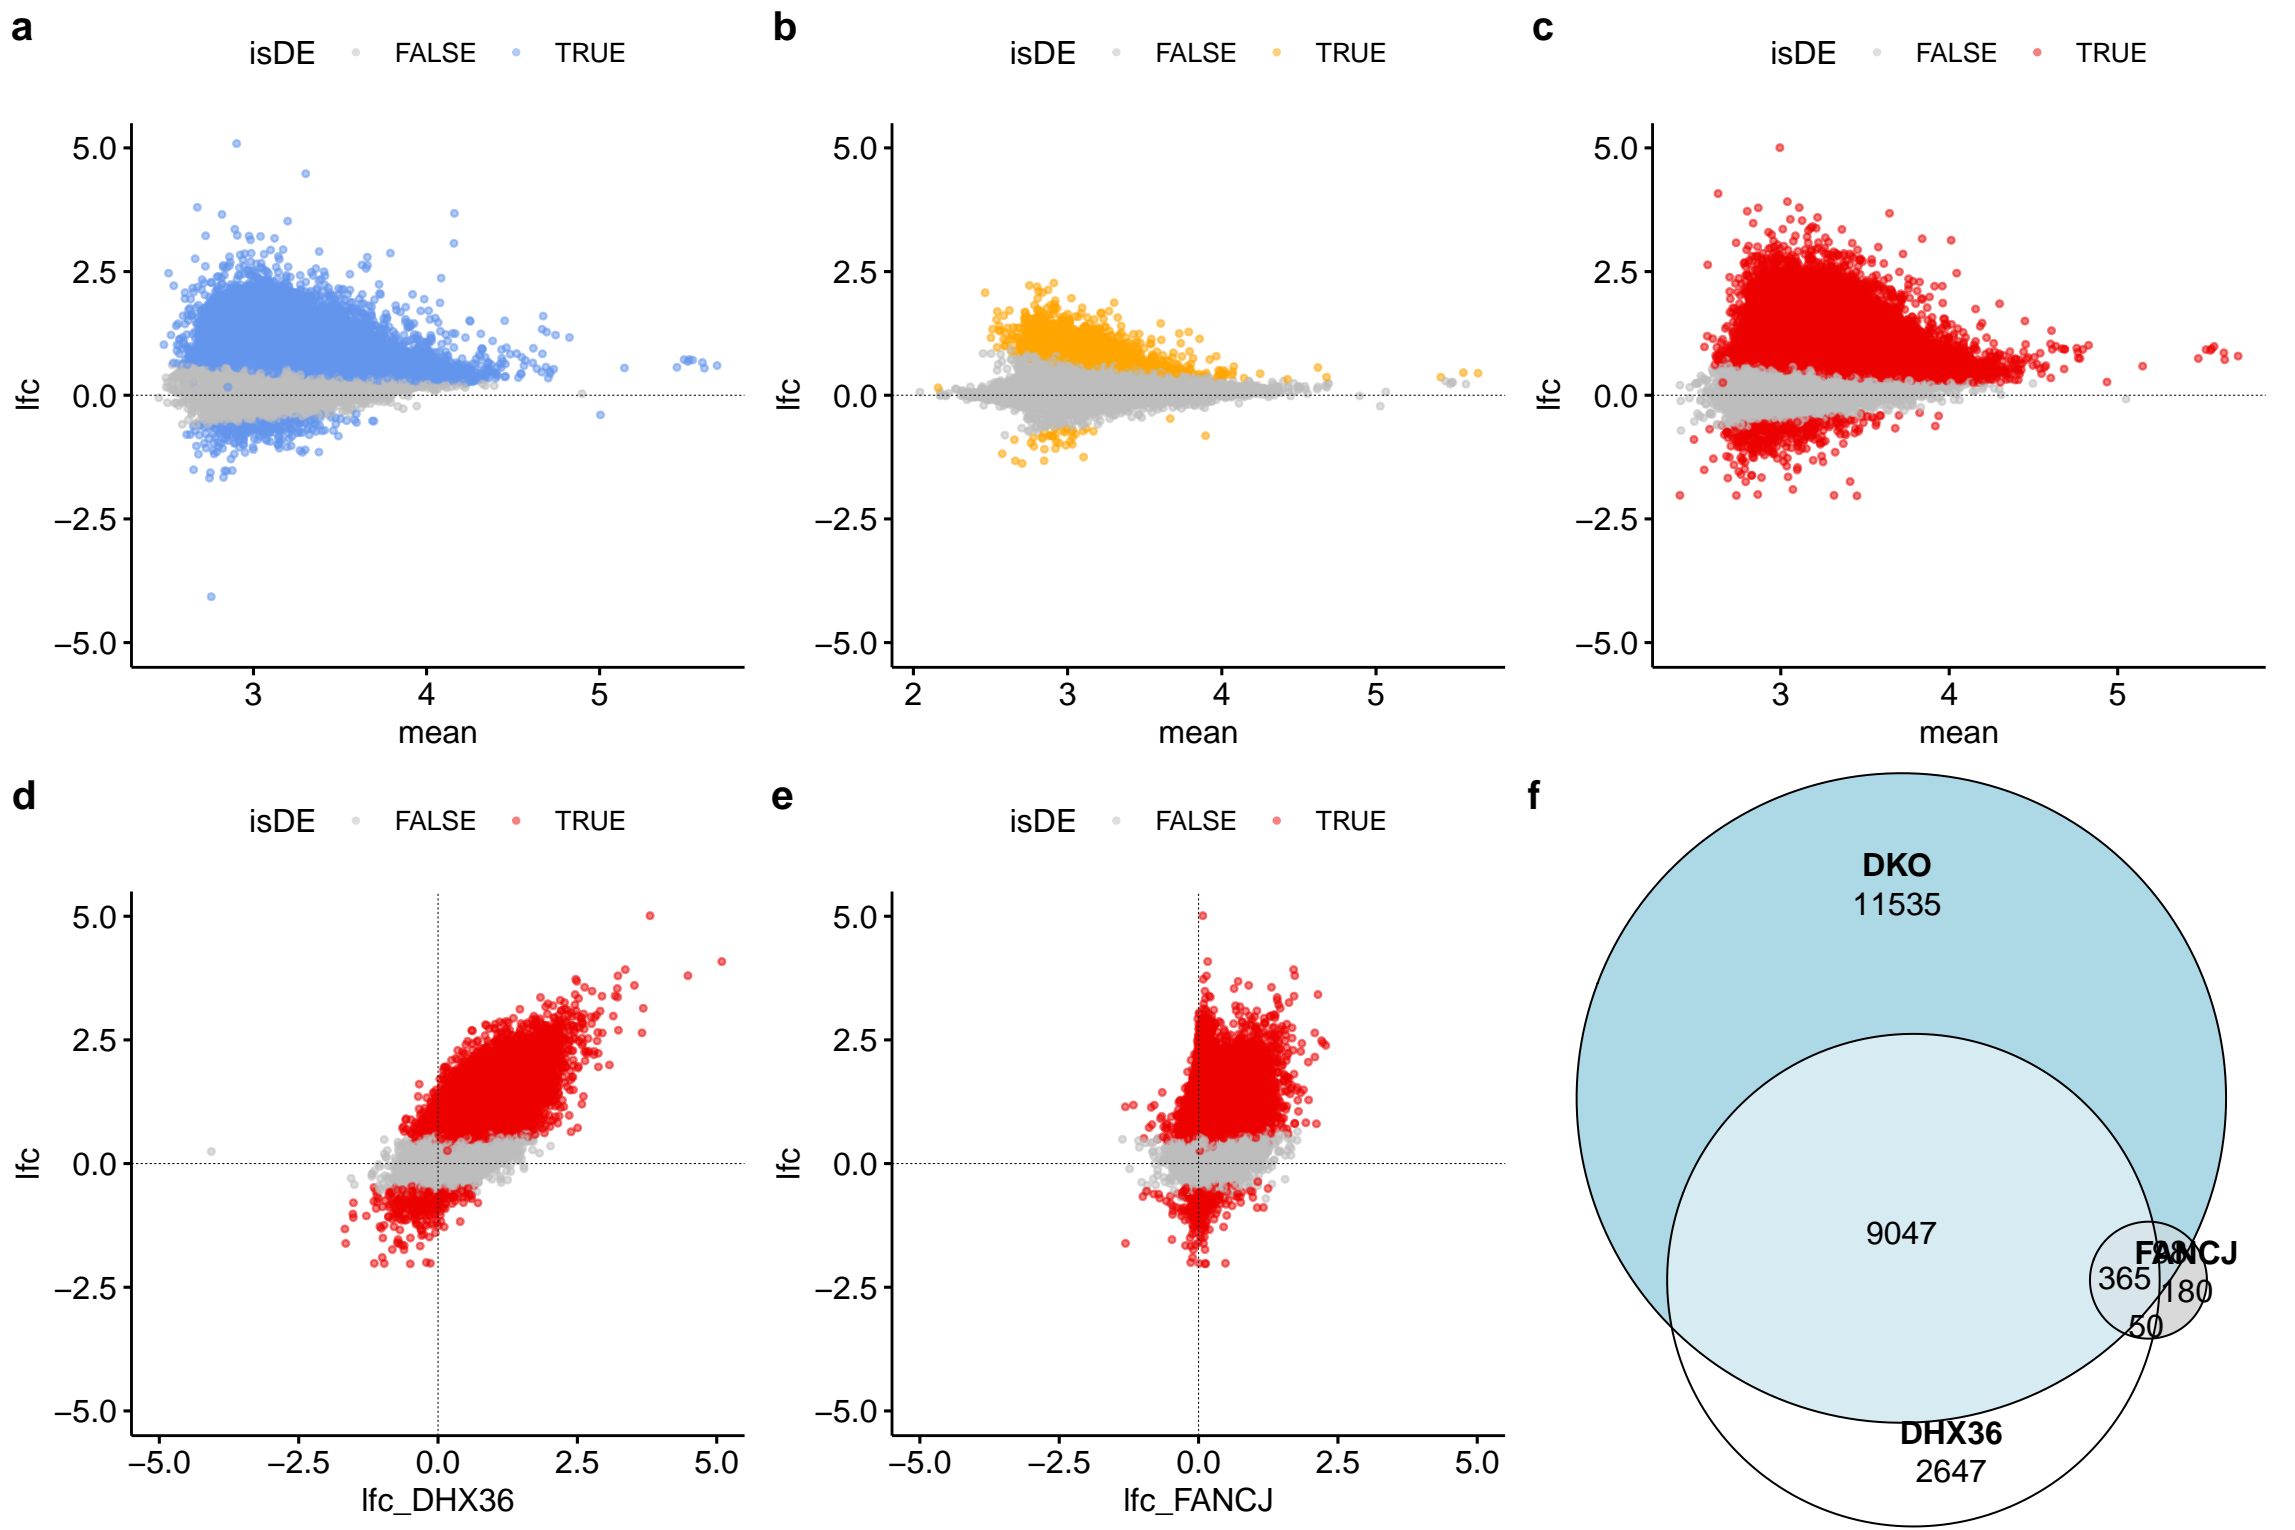 a
isDE FALSE TRUE
5.0
2.5
0.0
−2.5
−5.0
lfc
3 4 5
mean
b
isDE FALSE TRUE
5.0
2.5
0.0
−2.5
−5.0
lfc
2 3 4 5
mean
c
isDE FALSE TRUE
5.0
2.5
0.0
−2.5
−5.0
lfc
3 4 5
mean
d
isDE FALSE TRUE
5.0
2.5
0.0
−2.5
−5.0
lfc
−5.0 −2.5 0.0 2.5 5.0
lfc_DHX36
e
isDE FALSE TRUE
5.0
2.5
0.0
−2.5
−5.0
lfc
−5.0 −2.5 0.0 2.5 5.0
lfc_FANCJ
f
DKO
11535
9047
FANCJ
365
180
50
DHX36
2647